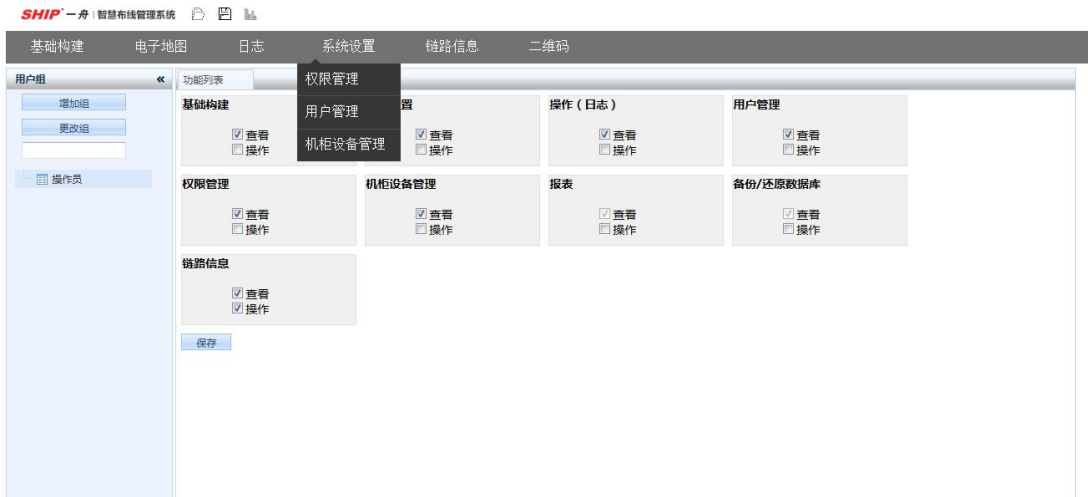 SHIP 一舟 智慧布线管理系统
基础构建 电子地图 日志 系统设置 链路信息 二维码
用户组 «
增加组
更改组
操作员
功能列表
权限管理
用户管理
机柜设备管理
基础构建 置 操作(日志) 用户管理
查看 查看 查看 查看
操作 操作 操作 操作
权限管理 机柜设备管理 报表 备份/还原数据库
查看 查看 查看 查看
操作 操作 操作 操作
链路信息
查看
操作
保存